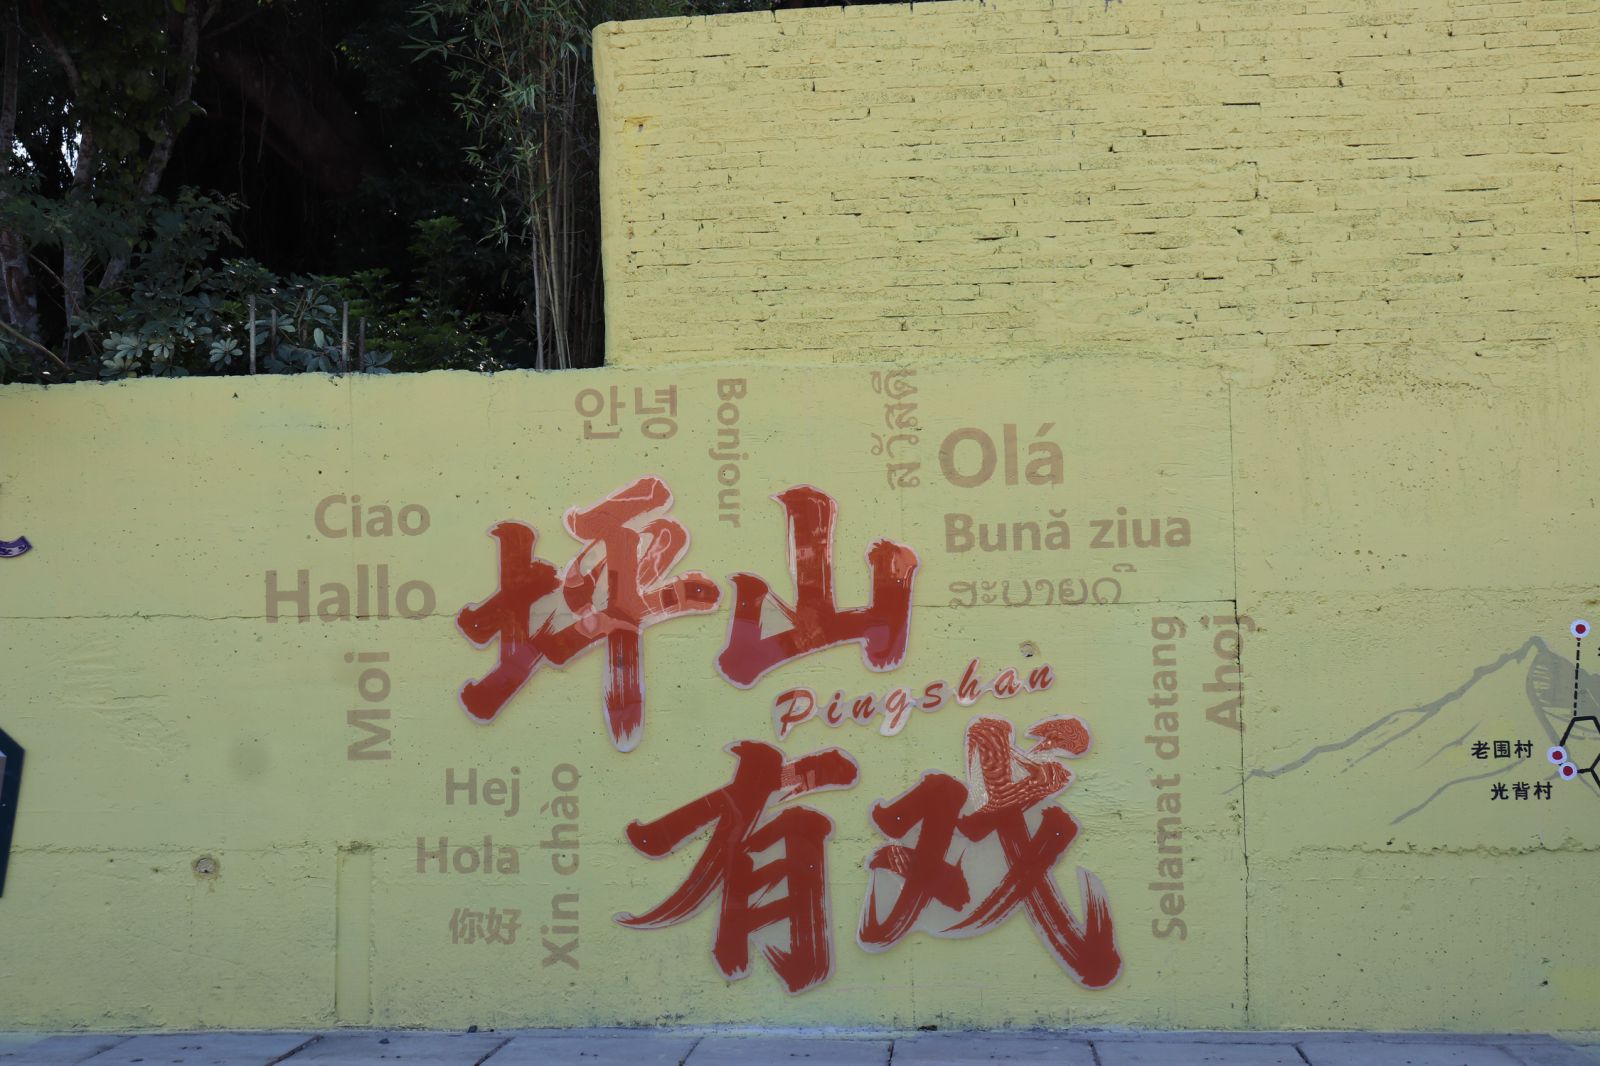 안녕
Bonjour
สวัสดี
Olá
Ciao
Bună ziua
Hallo
ສະບາຍດີ
坪山
Pingshan
Moi
Selamat datang
Ahoj
有戏
Hej
Hola
Xin chào
你好
老围村
光背村